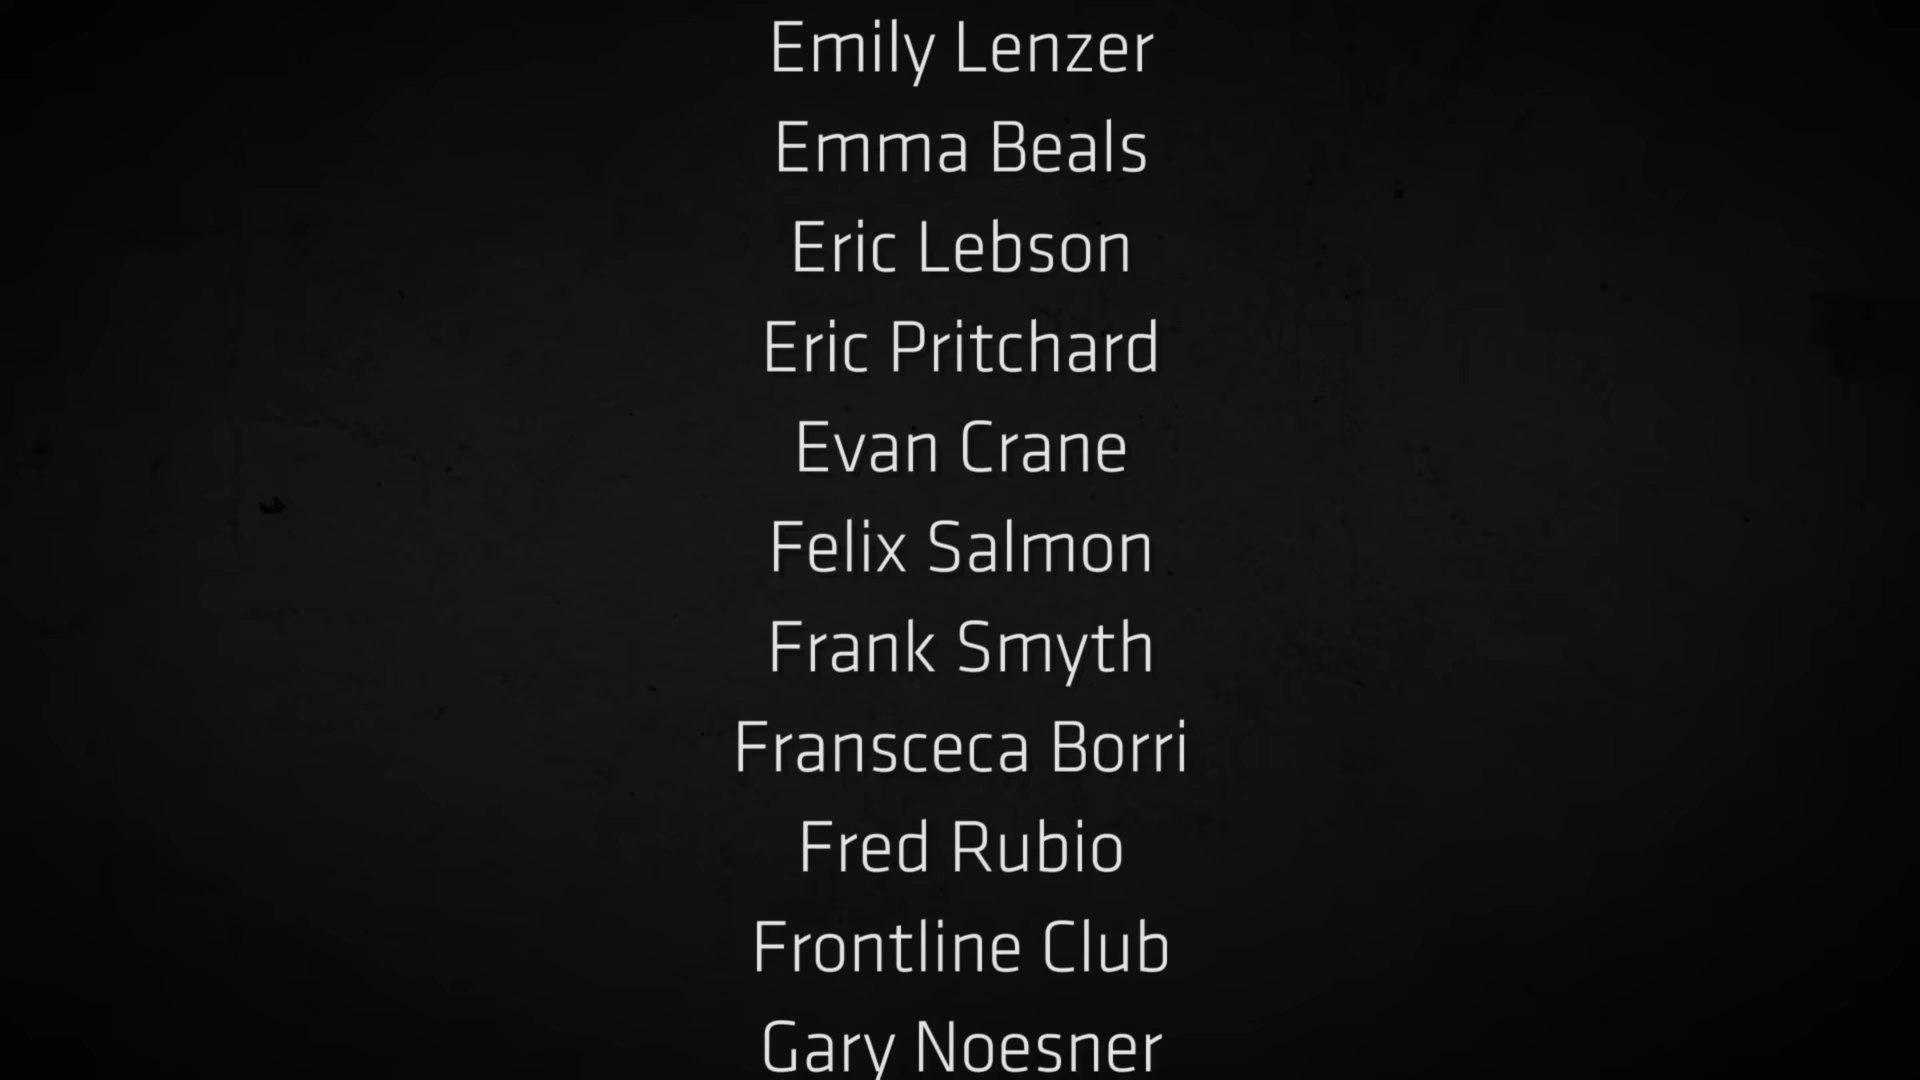 Emily Lenzer
Emma Beals
Eric Lebson
Eric Pritchard
Evan Crane
Felix Salmon
Frank Smyth
Fransceca Borri
Fred Rubio
Frontline Club
Gary Noesner